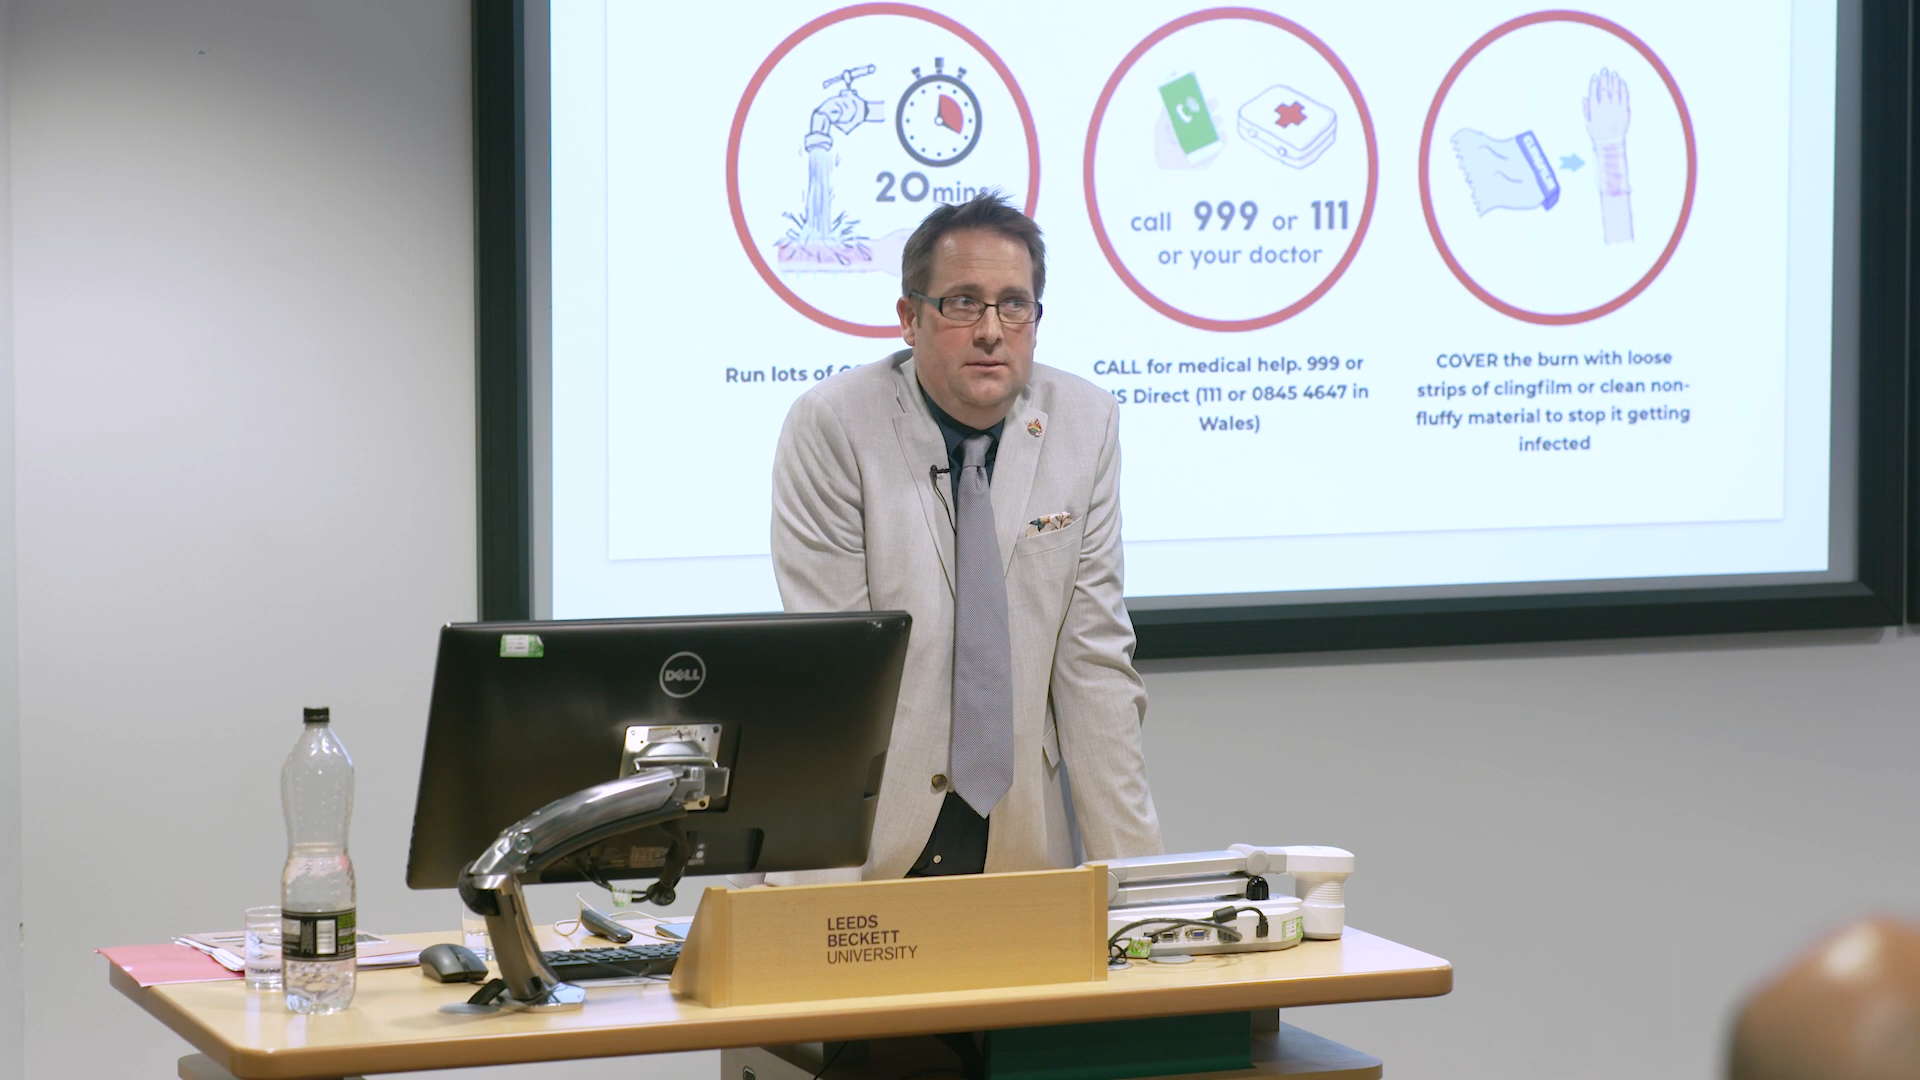 20 mins
call 999 or 111
or your doctor
Run lots of
CALL for medical help. 999 or
Direct (111 or 0845 4647 in
Wales)
COVER the burn with loose
strips of clingfilm or clean non-
fluffy material to stop it getting
infected
DELL
LEEDS
BECKETT
UNIVERSITY